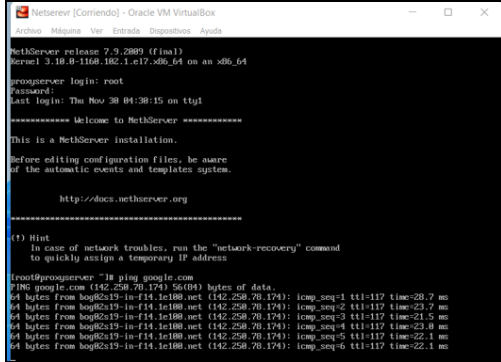 Netserevr [Corriendo] - Oracle VM VirtualBox
Archivo Máquina Ver Entrada Dispositivos Ayuda
NethServer release 7.9.2009 (final)
Kernel 3.10.0-1160.102.1.el7.x86_64 on an x86_64
proxyserver login: root
Password:
Last login: Thu Nov 30 04:30:15 on tty1
************ Welcome to NethServer ************
This is a NethServer installation.
Before editing configuration files, be aware
of the automatic events and templates system.
http://docs.nethserver.org
***********************************************
(!) Hint
In case of network troubles, run the "network-recovery" command
to quickly assign a temporary IP address
[root@proxyserver ~]# ping google.com
PING google.com (142.250.78.174) 56(84) bytes of data.
64 bytes from bog02s19-in-f14.1e100.net (142.250.78.174): icmp_seq=1 ttl=117 time=28.7 ms
64 bytes from bog02s19-in-f14.1e100.net (142.250.78.174): icmp_seq=2 ttl=117 time=23.7 ms
64 bytes from bog02s19-in-f14.1e100.net (142.250.78.174): icmp_seq=3 ttl=117 time=21.5 ms
64 bytes from bog02s19-in-f14.1e100.net (142.250.78.174): icmp_seq=4 ttl=117 time=23.0 ms
64 bytes from bog02s19-in-f14.1e100.net (142.250.78.174): icmp_seq=5 ttl=117 time=22.1 ms
64 bytes from bog02s19-in-f14.1e100.net (142.250.78.174): icmp_seq=6 ttl=117 time=22.1 ms